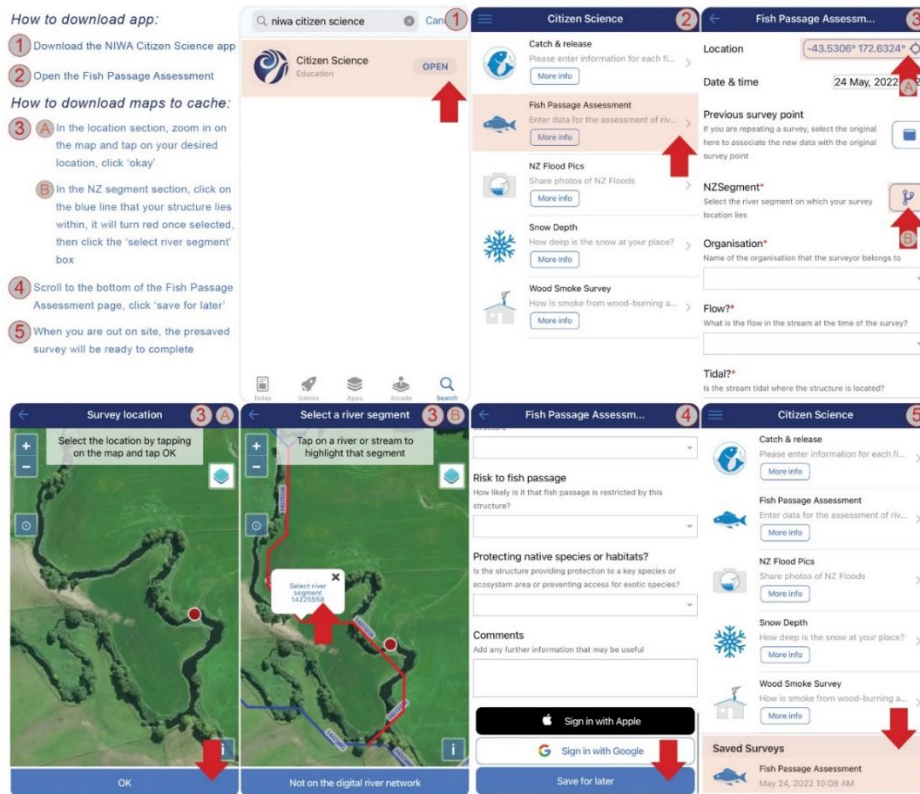 How to download app:
1 Download the NIWA Citizen Science app
2 Open the Fish Passage Assessment
How to download maps to cache:
3 A In the location section, zoom in on
the map and tap on your desired
location, click 'okay'
B In the NZ segment section, click on
the blue line that your structure lies
within, it will turn red once selected,
then click the 'select river segment'
box
4 Scroll to the bottom of the Fish Passage
Assessment page, click 'save for later'
5 When you are out on site, the presaved
survey will be ready to complete
niwa citizen science
1
Citizen Science
Education
OPEN
Today
Games
Apps
Arcade
Search
Citizen Science
2
Catch & release
Please enter information for each fi...
More info
Fish Passage Assessment
Enter data for the assessment of riv...
More info
NZ Flood Pics
Share photos of NZ Floods
More info
Snow Depth
How deep is the snow at your place?
More info
Wood Smoke Survey
How is smoke from wood-burning a...
More info
Fish Passage Assessm...
3
Location
-43.5306° 172.6324°
A
Date & time
24 May, 2022
Previous survey point
If you are repeating a survey, select the original
here to associate the new data with the original
survey point
NZSegment*
Select the river segment on which your survey
location lies
B
Organisation*
Name of the organisation that the surveyor belongs to
Flow?*
What is the flow in the stream at the time of the survey?
Tidal?*
Is the stream tidal where the structure is located?
Survey location
3 A
Select the location by tapping
on the map and tap OK
OK
Select a river segment
3 B
Tap on a river or stream to
highlight that segment
Select river
segment
14225558
Not on the digital river network
Fish Passage Assessm...
4
Risk to fish passage
How likely is it that fish passage is restricted by this
structure?
Protecting native species or habitats?
Is the structure providing protection to a key species or
ecosystem area or preventing access for exotic species?
Comments
Add any further information that may be useful
Sign in with Apple
Sign in with Google
Save for later
Citizen Science
5
Catch & release
Please enter information for each fi...
More info
Fish Passage Assessment
Enter data for the assessment of riv...
More info
NZ Flood Pics
Share photos of NZ Floods
More info
Snow Depth
How deep is the snow at your place?
More info
Wood Smoke Survey
How is smoke from wood-burning a...
More info
Saved Surveys
Fish Passage Assessment
May 24, 2022 10:08 AM